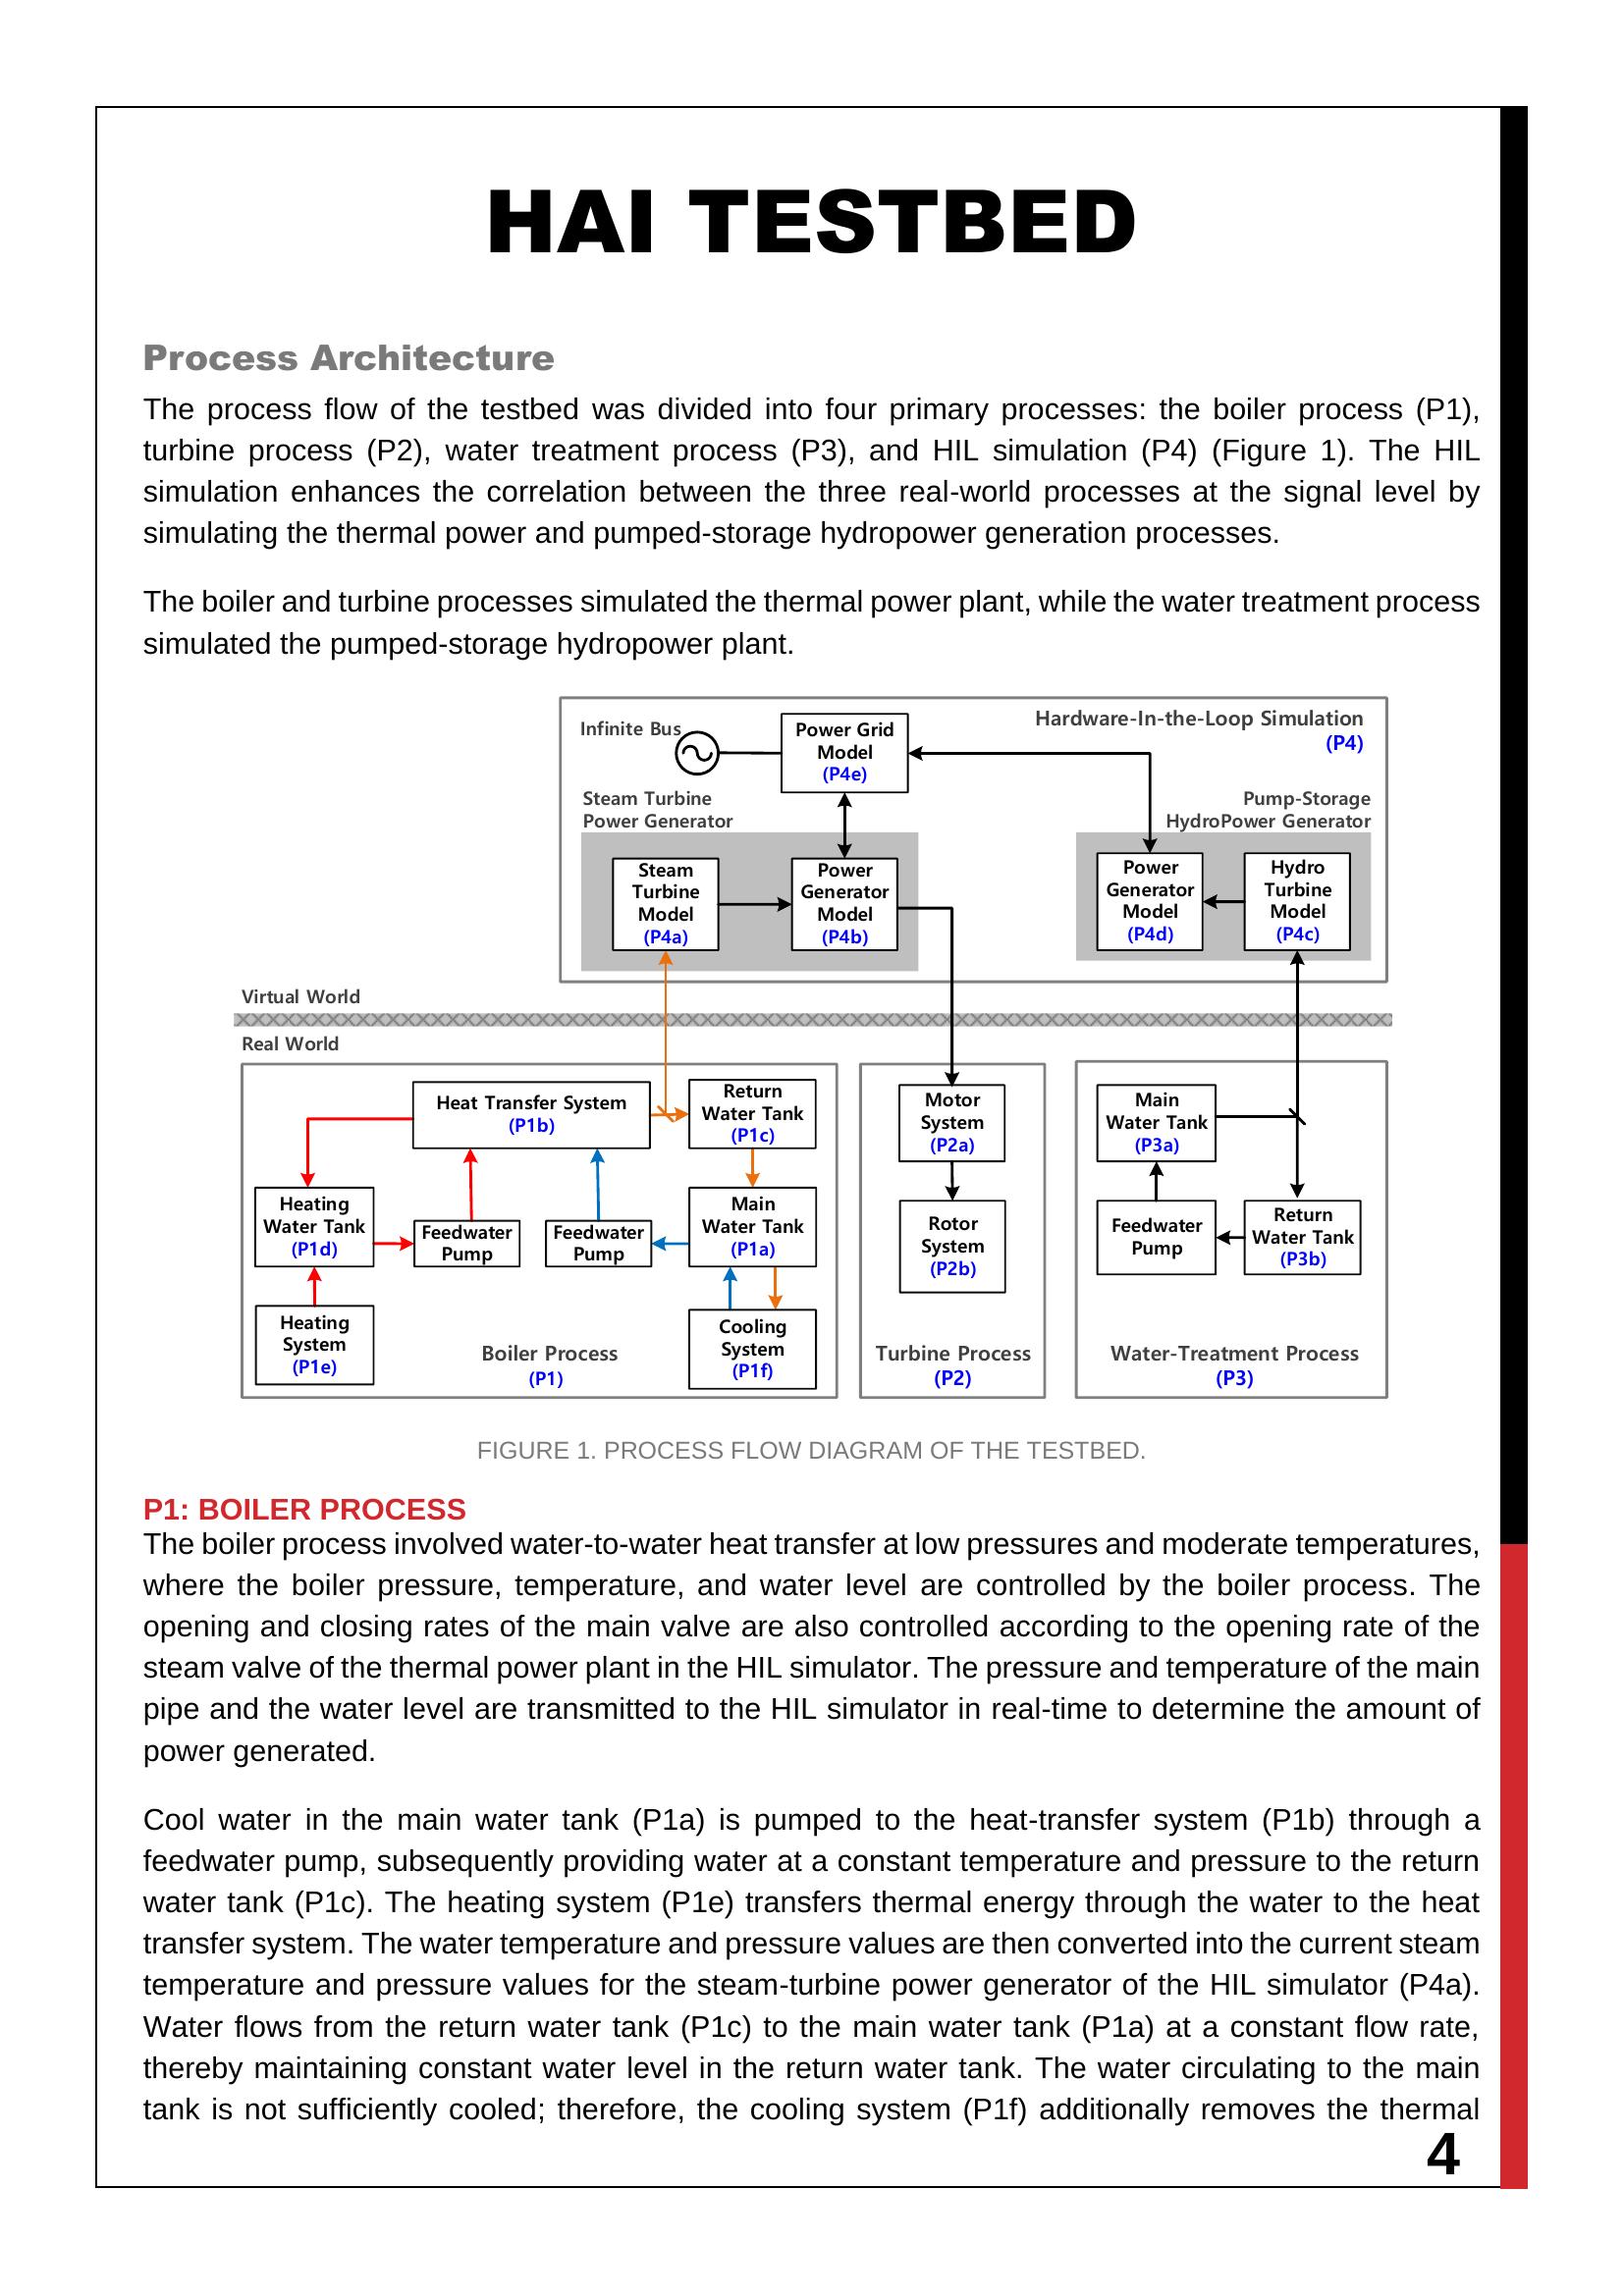 HAI TESTBED
Process Architecture
The process flow of the testbed was divided into four primary processes: the boiler process (P1),
turbine process (P2), water treatment process (P3), and HIL simulation (P4) (Figure 1). The HIL
simulation enhances the correlation between the three real-world processes at the signal level by
simulating the thermal power and pumped-storage hydropower generation processes.
The boiler and turbine processes simulated the thermal power plant, while the water treatment process
simulated the pumped-storage hydropower plant.
Infinite Bus
Power Grid
Model
(P4e)
Hardware-In-the-Loop Simulation
(P4)
Steam Turbine
Power Generator
Pump-Storage
HydroPower Generator
Steam
Turbine
Model
(P4a)
Power
Generator
Model
(P4b)
Power
Generator
Model
(P4d)
Hydro
Turbine
Model
(P4c)
Virtual World
Real World
Heat Transfer System
(P1b)
Return
Water Tank
(P1c)
Heating
Water Tank
(P1d)
Feedwater
Pump
Feedwater
Pump
Main
Water Tank
(P1a)
Heating
System
(P1e)
Boiler Process
(P1)
Cooling
System
(P1f)
Motor
System
(P2a)
Rotor
System
(P2b)
Turbine Process
(P2)
Main
Water Tank
(P3a)
Feedwater
Pump
Return
Water Tank
(P3b)
Water-Treatment Process
(P3)
FIGURE 1. PROCESS FLOW DIAGRAM OF THE TESTBED.
P1: BOILER PROCESS
The boiler process involved water-to-water heat transfer at low pressures and moderate temperatures,
where the boiler pressure, temperature, and water level are controlled by the boiler process. The
opening and closing rates of the main valve are also controlled according to the opening rate of the
steam valve of the thermal power plant in the HIL simulator. The pressure and temperature of the main
pipe and the water level are transmitted to the HIL simulator in real-time to determine the amount of
power generated.
Cool water in the main water tank (P1a) is pumped to the heat-transfer system (P1b) through a
feedwater pump, subsequently providing water at a constant temperature and pressure to the return
water tank (P1c). The heating system (P1e) transfers thermal energy through the water to the heat
transfer system. The water temperature and pressure values are then converted into the current steam
temperature and pressure values for the steam-turbine power generator of the HIL simulator (P4a).
Water flows from the return water tank (P1c) to the main water tank (P1a) at a constant flow rate,
thereby maintaining constant water level in the return water tank. The water circulating to the main
tank is not sufficiently cooled; therefore, the cooling system (P1f) additionally removes the thermal
4